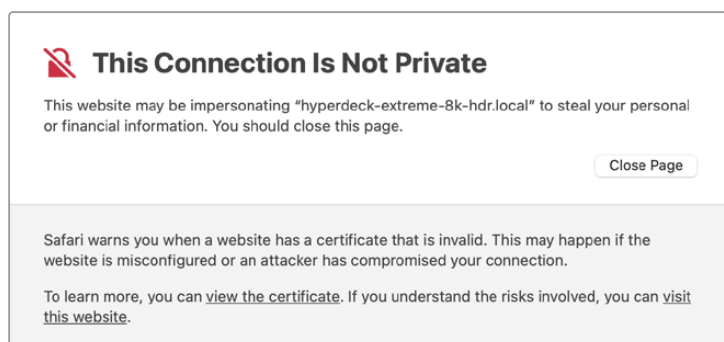 This Connection Is Not Private
This website may be impersonating “hyperdeck-extreme-8k-hdr.local” to steal your personal
or financial information. You should close this page.
Close Page
Safari warns you when a website has a certificate that is invalid. This may happen if the
website is misconfigured or an attacker has compromised your connection.
To learn more, you can view the certificate. If you understand the risks involved, you can visit
this website.